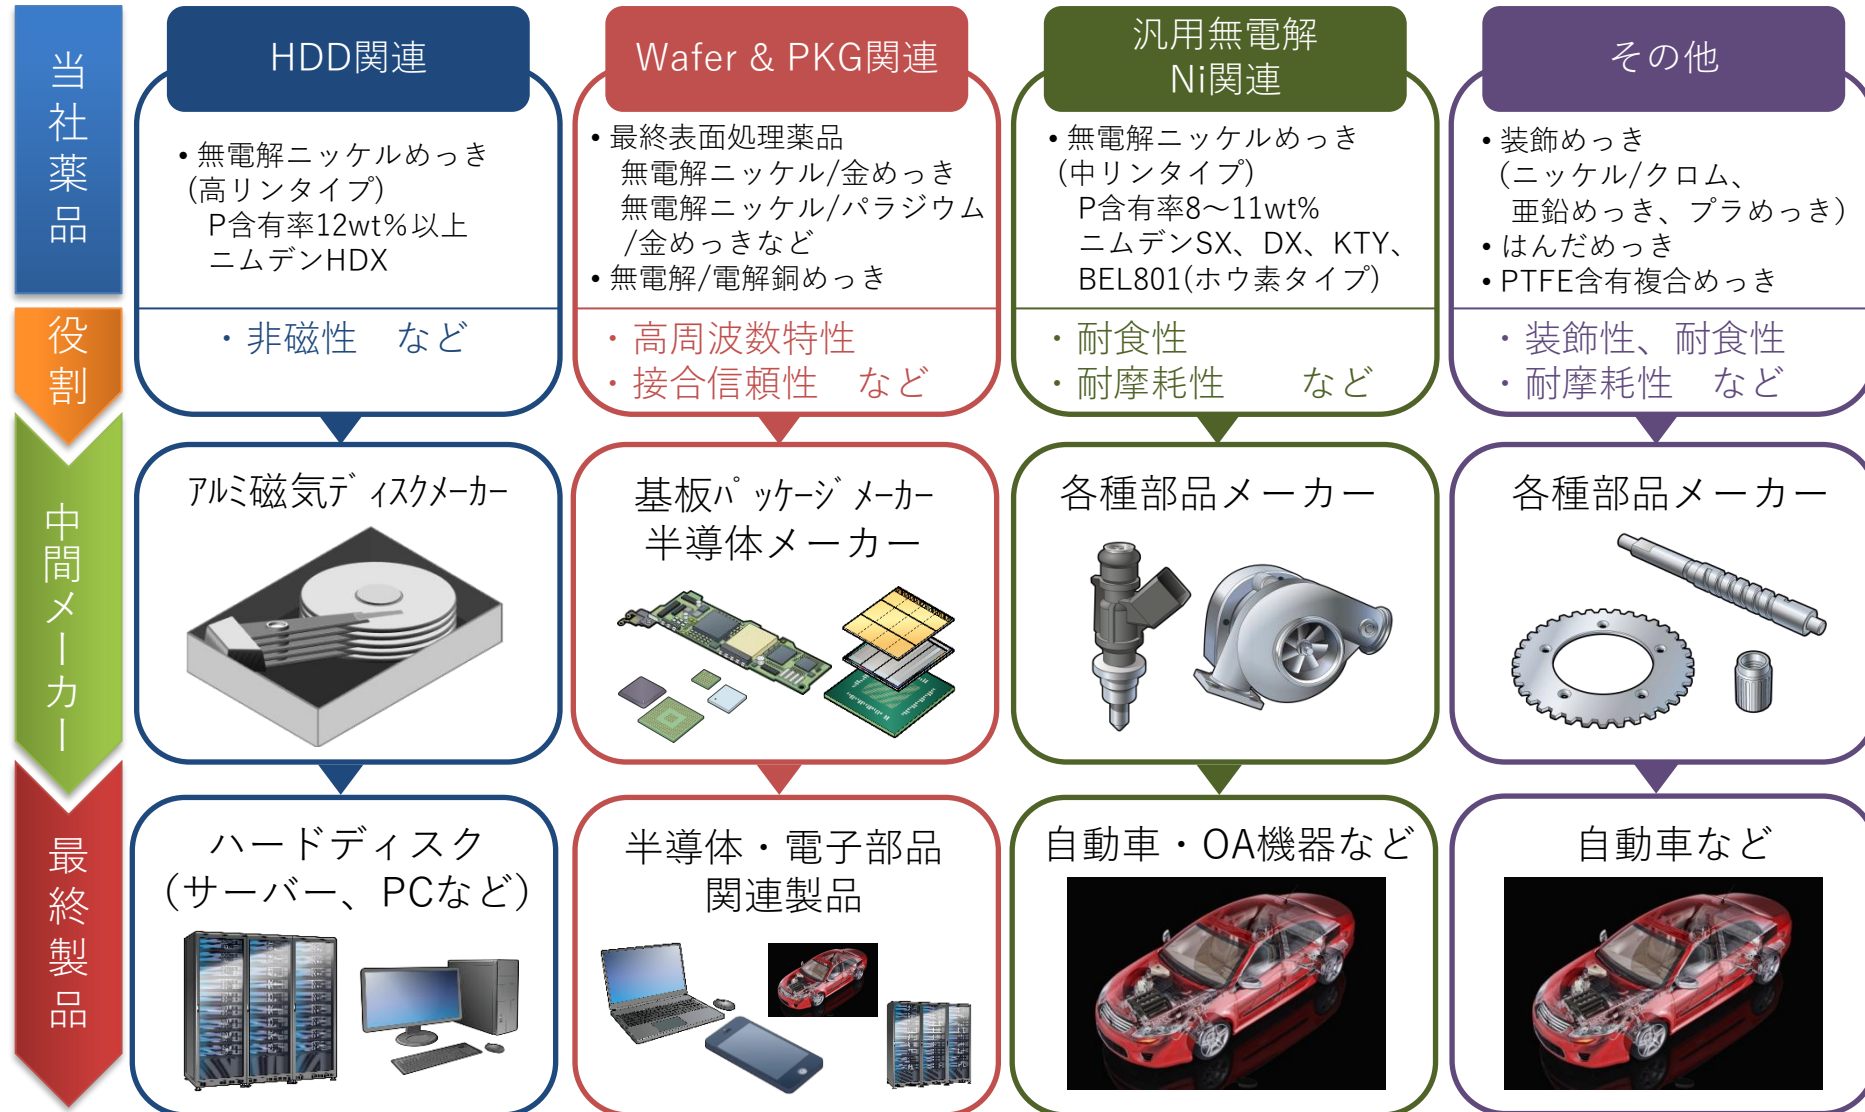 当社薬品
HDD関連
・無電解ニッケルめっき
(高リンタイプ)
P含有率12wt%以上
ニムデンHDX
Wafer & PKG関連
・最終表面処理薬品
無電解ニッケル/金めっき
無電解ニッケル/パラジウム
/金めっきなど
・無電解/電解銅めっき
汎用無電解
Ni関連
・無電解ニッケルめっき
(中リンタイプ)
P含有率8～11wt%
ニムデンSX、DX、KTY、
BEL801(ホウ素タイプ)
その他
・装飾めっき
(ニッケル/クロム、
亜鉛めっき、プラめっき)
・はんだめっき
・PTFE含有複合めっき
役割
・非磁性　など
・高周波数特性
・接合信頼性　など
・耐食性
・耐摩耗性　　など
・装飾性、耐食性
・耐摩耗性　など
中間メーカー
ｱﾙﾐ磁気ﾃﾞｨｽｸﾒｰｶｰ
基板ﾊﾟｯｹｰｼﾞﾒｰｶｰ
半導体メーカー
各種部品メーカー
各種部品メーカー
最終製品
ハードディスク
(サーバー、PCなど)
半導体・電子部品
関連製品
自動車・OA機器など
自動車など